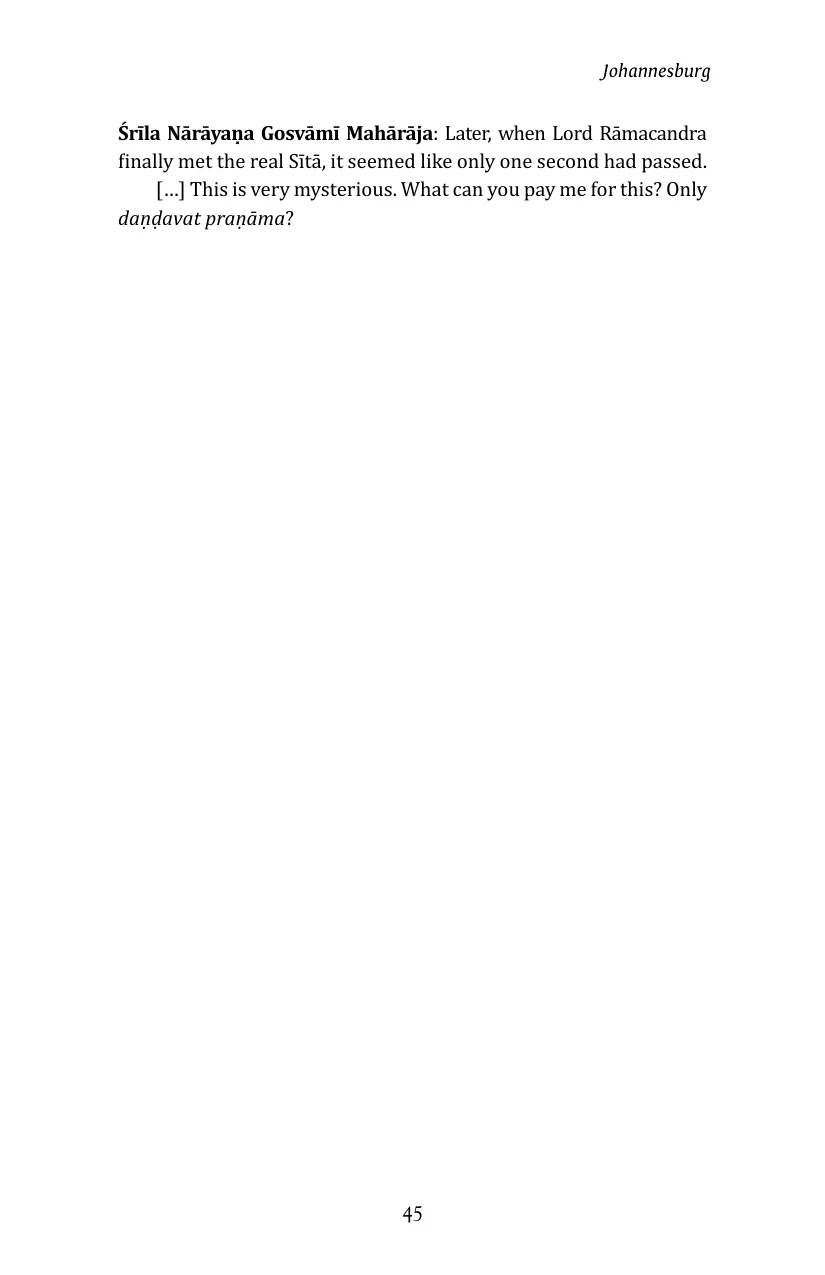 Johannesburg
Śrīla Nārāyaṇa Gosvāmī Mahārāja: Later, when Lord Rāmacandra
finally met the real Sītā, it seemed like only one second had passed.
[...] This is very mysterious. What can you pay me for this? Only
daṇḍavat praṇāma?
45